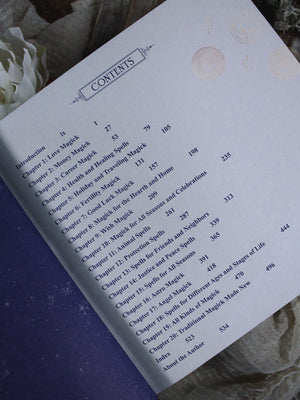 CONTENTS
Introduction ix
Chapter 1: Love Magick 1
Chapter 2: Money Magick 27
Chapter 3: Career Magick 53
Chapter 4: Health and Healing Spells 79
Chapter 5: Holiday and Traveling Magick 105
Chapter 6: Fertility Magick 131
Chapter 7: Good Luck Magick 157
Chapter 8: Magick for the Hearth and Home 198
Chapter 9: Wish Magick 209
Chapter 10: Magick for All Seasons and Celebrations 235
Chapter 11: Animal Spells 261
Chapter 12: Protection Spells 287
Chapter 13: Spells for Friends and Neighbors 313
Chapter 14: Justice and Peace Spells 339
Chapter 15: Spells for All Seasons 365
Chapter 16: Astro Magick 391
Chapter 17: Angel Magick 418
Chapter 18: Spells for Different Ages and Stages of Life 444
Chapter 19: All Kinds of Magick 470
Chapter 20: Traditional Magick Made New 496
Index 523
About the Author 534